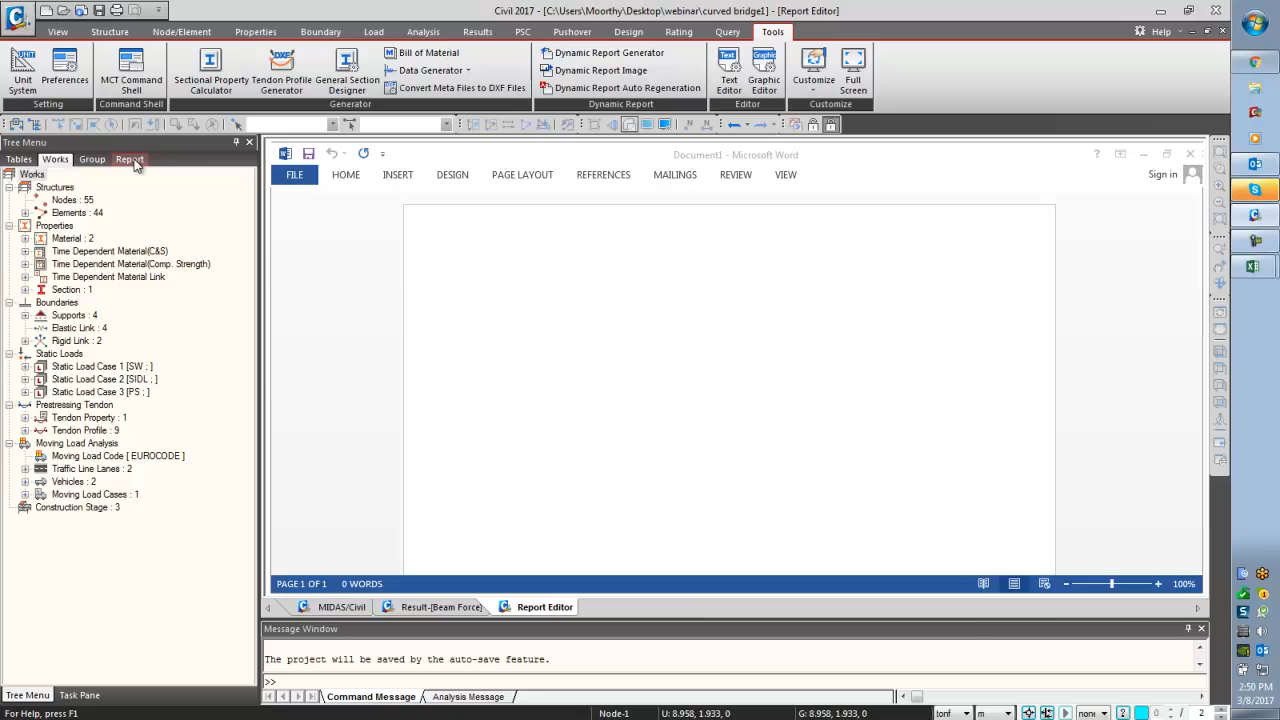 Civil 2017 - [C:\Users\Moorthy\Desktop\webinar\curved bridge1] - [Report Editor]
View Structure Node/Element Properties Boundary Load Analysis Results PSC Pushover Design Rating Query Tools Help
Unit System
Preferences
Setting
MCT Command Shell
Command Shell
Sectional Property Calculator
Tendon Profile Generator
General Section Designer
Bill of Material
Data Generator
Convert Meta Files to DXF Files
Generator
Dynamic Report Generator
Dynamic Report Image
Dynamic Report Auto Regeneration
Dynamic Report
Text Editor
Graphic Editor
Editor
Customize
Full Screen
Customize
Tree Menu
Tables Works Group Report
Works
Structures
Nodes : 55
Elements : 44
Properties
Material : 2
Time Dependent Material(C&S)
Time Dependent Material(Comp. Strength)
Time Dependent Material Link
Section : 1
Boundaries
Supports : 4
Elastic Link : 4
Rigid Link : 2
Static Loads
Static Load Case 1 [SW ; ]
Static Load Case 2 [SIDL ; ]
Static Load Case 3 [PS ; ]
Prestressing Tendon
Tendon Property : 1
Tendon Profile : 9
Moving Load Analysis
Moving Load Code [ EUROCODE ]
Traffic Line Lanes : 2
Vehicles : 2
Moving Load Cases : 1
Construction Stage : 3
Document1 - Microsoft Word
FILE HOME INSERT DESIGN PAGE LAYOUT REFERENCES MAILINGS REVIEW VIEW Sign in
PAGE 1 OF 1 0 WORDS 100%
MIDAS/Civil Result-[Beam Force] Report Editor
Message Window
The project will be saved by the auto-save feature.
>>
Command Message Analysis Message
Tree Menu Task Pane
For Help, press F1 Node-1 U: 8.958, 1.933, 0 G: 8.958, 1.933, 0 tonf m none ? 0 / 2
2:50 PM
3/8/2017